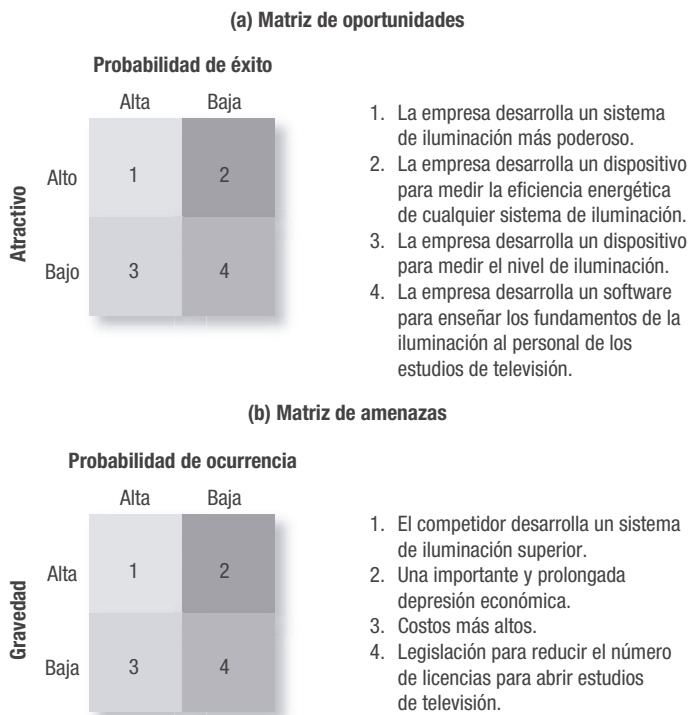 (a) Matriz de oportunidades
Probabilidad de éxito
Alta Baja
Atractivo
Alto 1 2
Bajo 3 4
1. La empresa desarrolla un sistema
de iluminación más poderoso.
2. La empresa desarrolla un dispositivo
para medir la eficiencia energética
de cualquier sistema de iluminación.
3. La empresa desarrolla un dispositivo
para medir el nivel de iluminación.
4. La empresa desarrolla un software
para enseñar los fundamentos de la
iluminación al personal de los
estudios de televisión.
(b) Matriz de amenazas
Probabilidad de ocurrencia
Alta Baja
Gravedad
Alta 1 2
Baja 3 4
1. El competidor desarrolla un sistema
de iluminación superior.
2. Una importante y prolongada
depresión económica.
3. Costos más altos.
4. Legislación para reducir el número
de licencias para abrir estudios
de televisión.